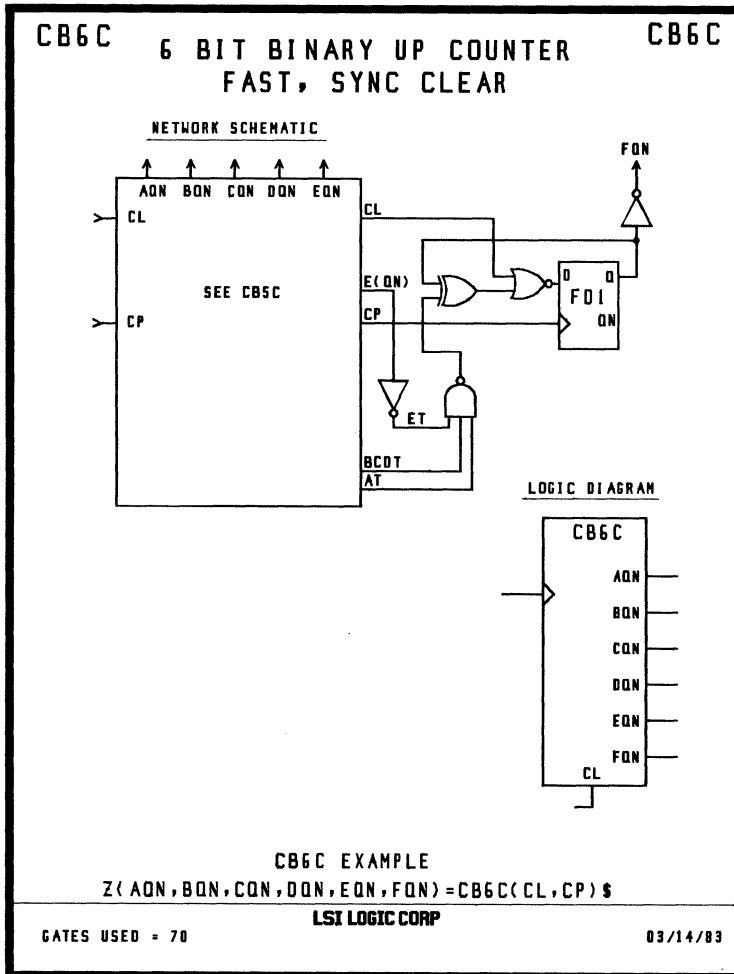 CB6C
CB6C
6 BIT BINARY UP COUNTER
FAST, SYNC CLEAR
NETWORK SCHEMATIC
AQN BQN CQN DQN EQN
CL
CP
SEE CB5C
CL
E(QN)
CP
ET
BCDT
AT
FQN
D Q
FD1
QN
LOGIC DIAGRAM
CB6C
AQN
BQN
CQN
DQN
EQN
FQN
CL
CB6C EXAMPLE
Z(AQN,BQN,CQN,DQN,EQN,FQN)=CB6C(CL,CP)$
LSI LOGIC CORP
GATES USED = 70
03/14/83